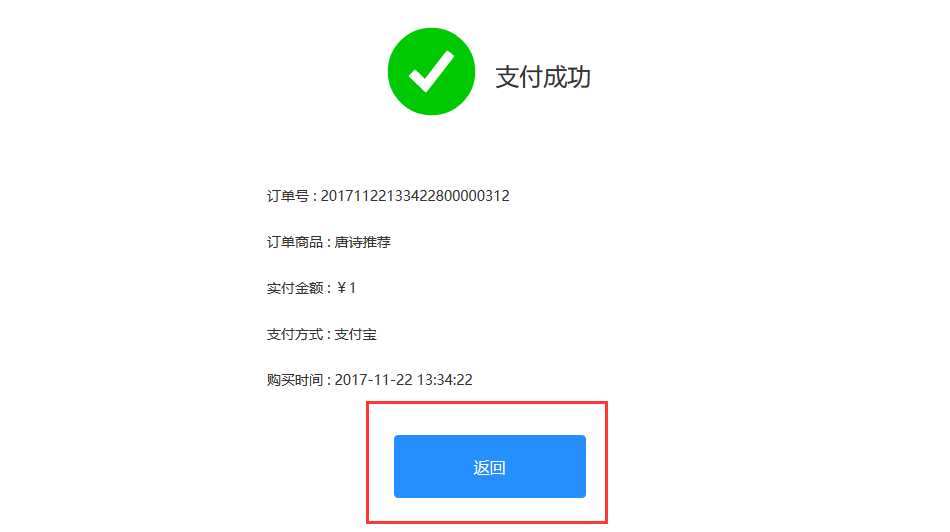 支付成功
订单号 : 20171122133422800000312
订单商品 : 唐诗推荐
实付金额 : ￥1
支付方式 : 支付宝
购买时间 : 2017-11-22 13:34:22
返回